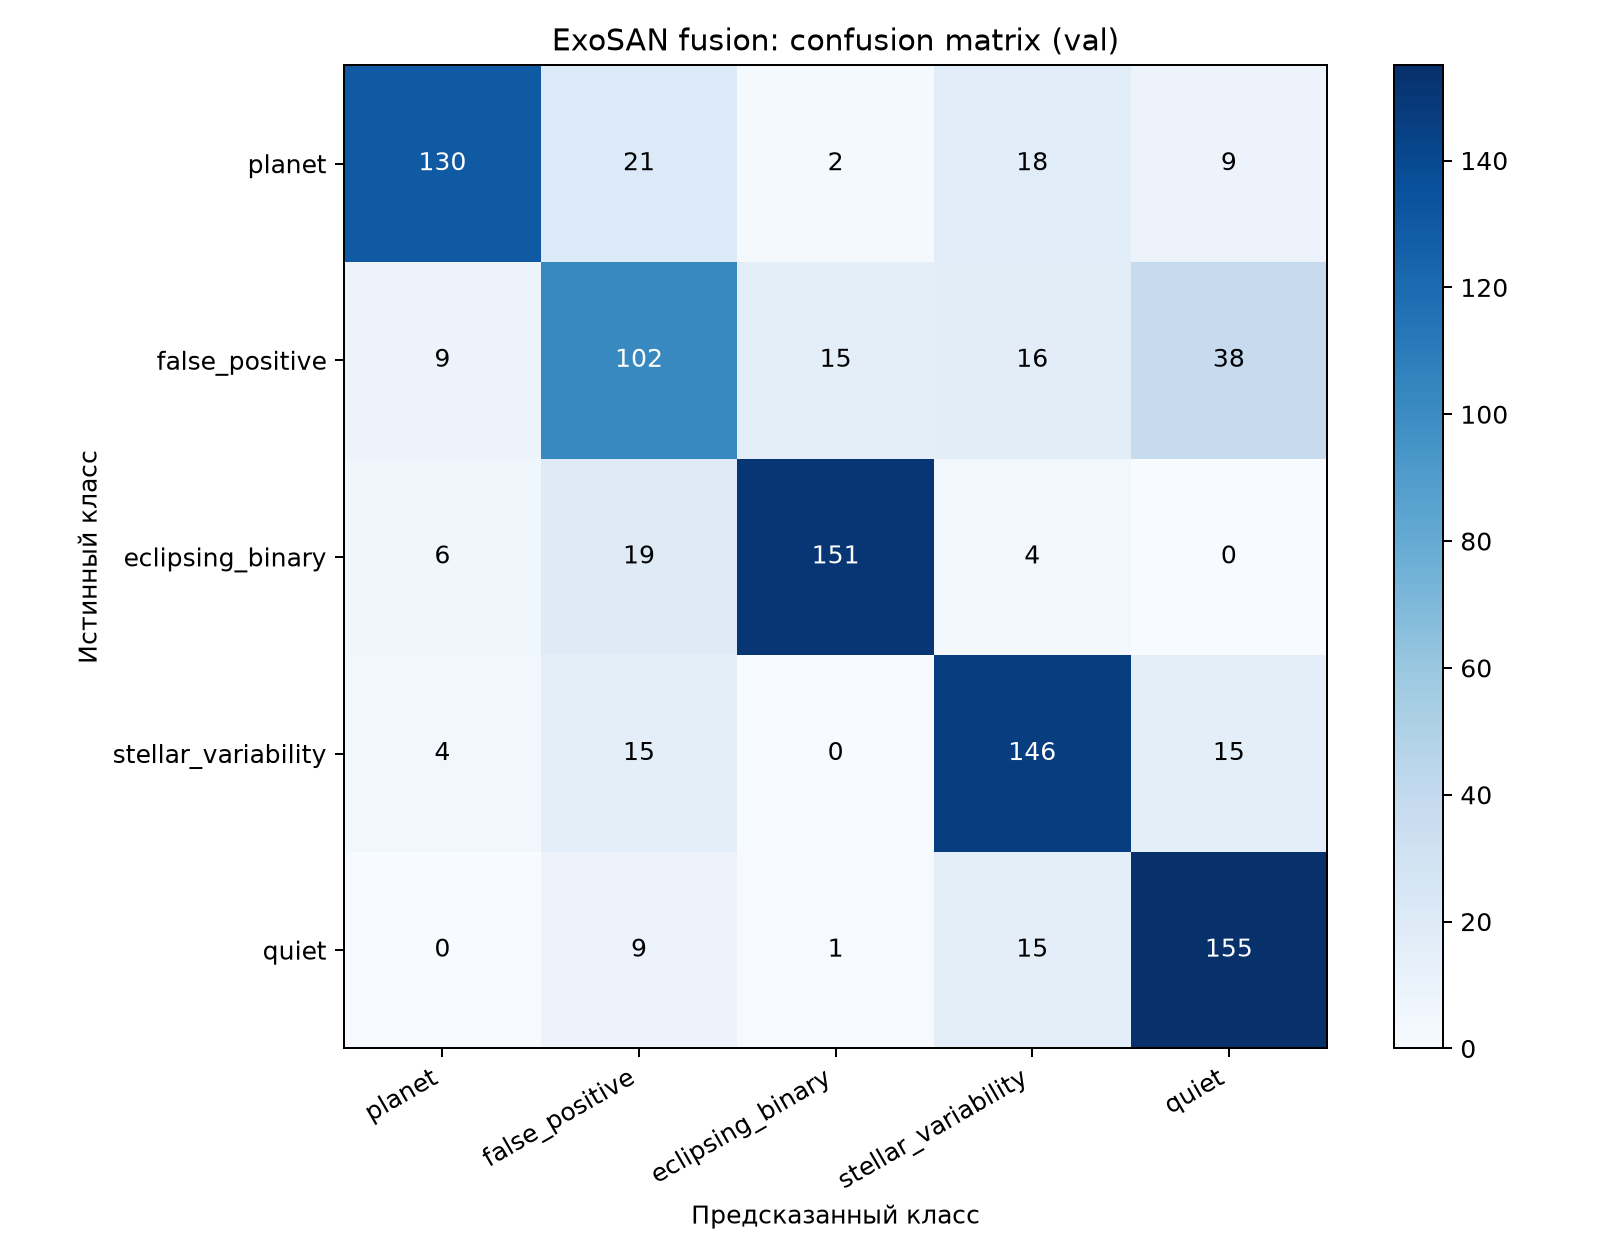 ExoSAN fusion: confusion matrix (val)
Истинный класс
planet 130 21 2 18 9
false_positive 9 102 15 16 38
eclipsing_binary 6 19 151 4 0
stellar_variability 4 15 0 146 15
quiet 0 9 1 15 155
planet false_positive eclipsing_binary stellar_variability quiet
Предсказанный класс
140
120
100
80
60
40
20
0